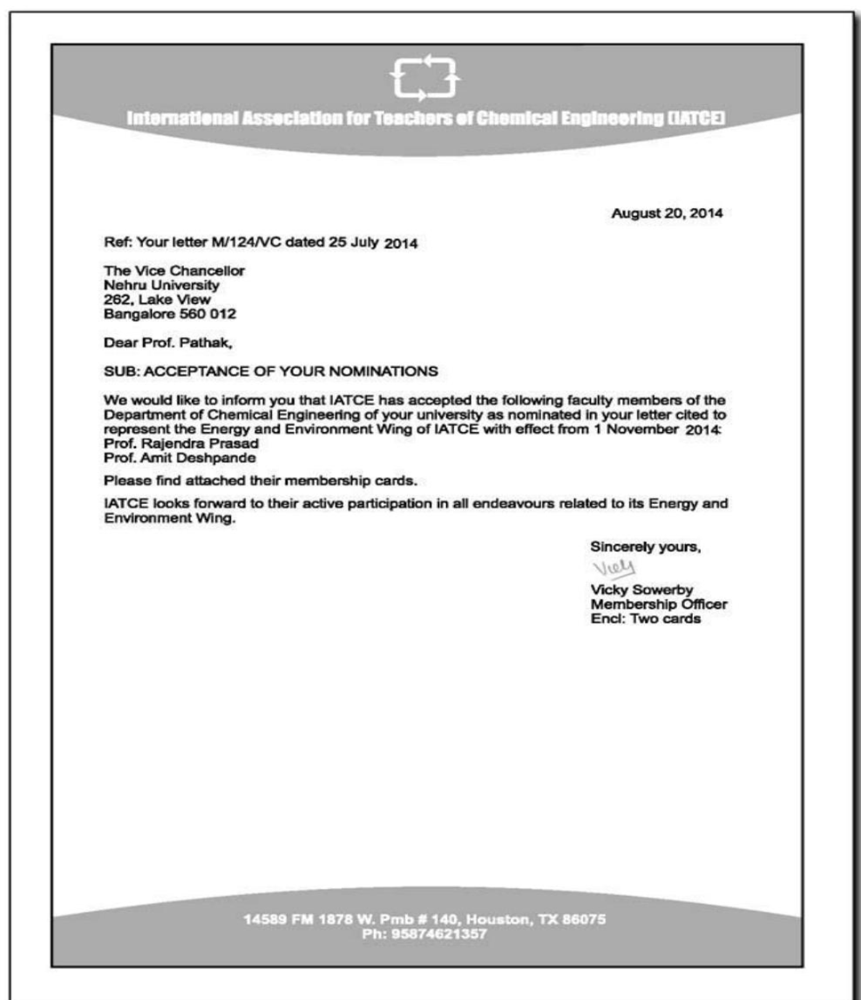 International Association for Teachers of Chemical Engineering (IATCE)
August 20, 2014
Ref: Your letter M/124/VC dated 25 July 2014
The Vice Chancellor
Nehru University
262, Lake View
Bangalore 560 012
Dear Prof. Pathak,
SUB: ACCEPTANCE OF YOUR NOMINATIONS
We would like to inform you that IATCE has accepted the following faculty members of the
Department of Chemical Engineering of your university as nominated in your letter cited to
represent the Energy and Environment Wing of IATCE with effect from 1 November 2014:
Prof. Rajendra Prasad
Prof. Amit Deshpande
Please find attached their membership cards.
IATCE looks forward to their active participation in all endeavours related to its Energy and
Environment Wing.
Sincerely yours,
Vicky Sowerby
Membership Officer
Encl: Two cards
14589 FM 1878 W. Pmb # 140, Houston, TX 86075
Ph: 95874621357